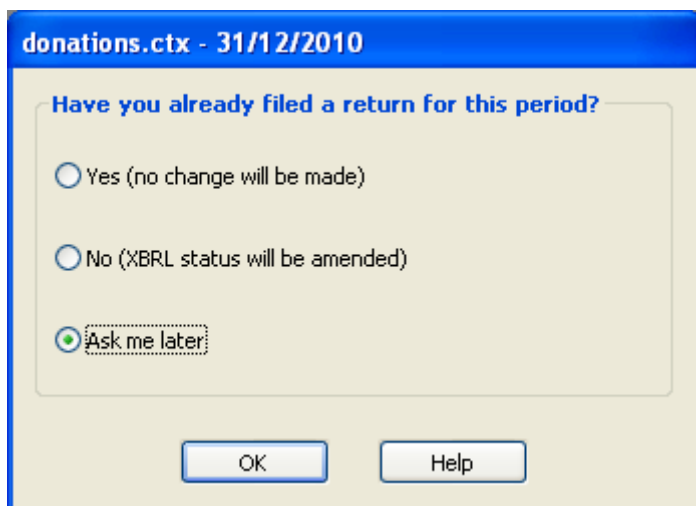 donations.ctx - 31/12/2010
Have you already filed a return for this period?
Yes (no change will be made)
No (XBRL status will be amended)
Ask me later
OK
Help